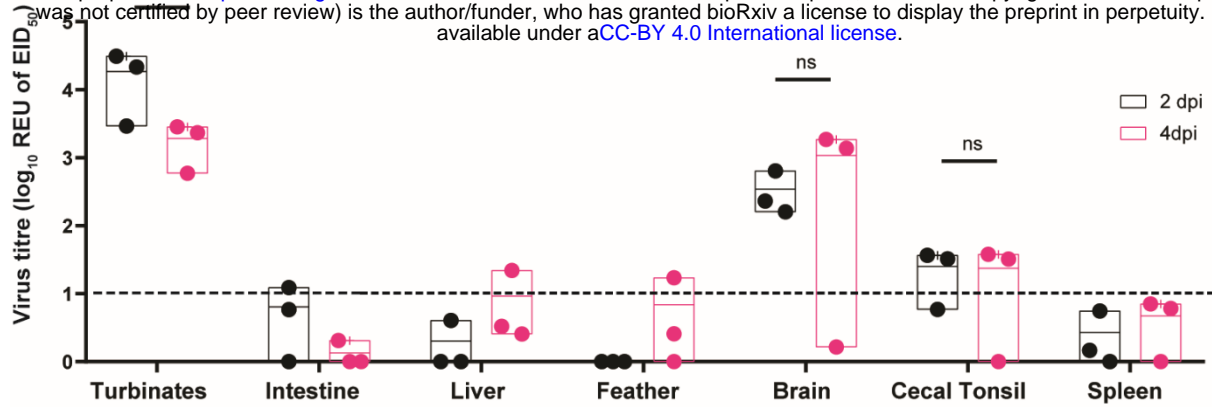 was not certified by peer review) is the author/funder, who has granted bioRxiv a license to display the preprint in perpetuity.
available under aCC-BY 4.0 International license.
Virus titre (log10 REU of EID50)
5
4
3
2
1
0
ns
ns
2 dpi
4dpi
Turbinates Intestine Liver Feather Brain Cecal Tonsil Spleen